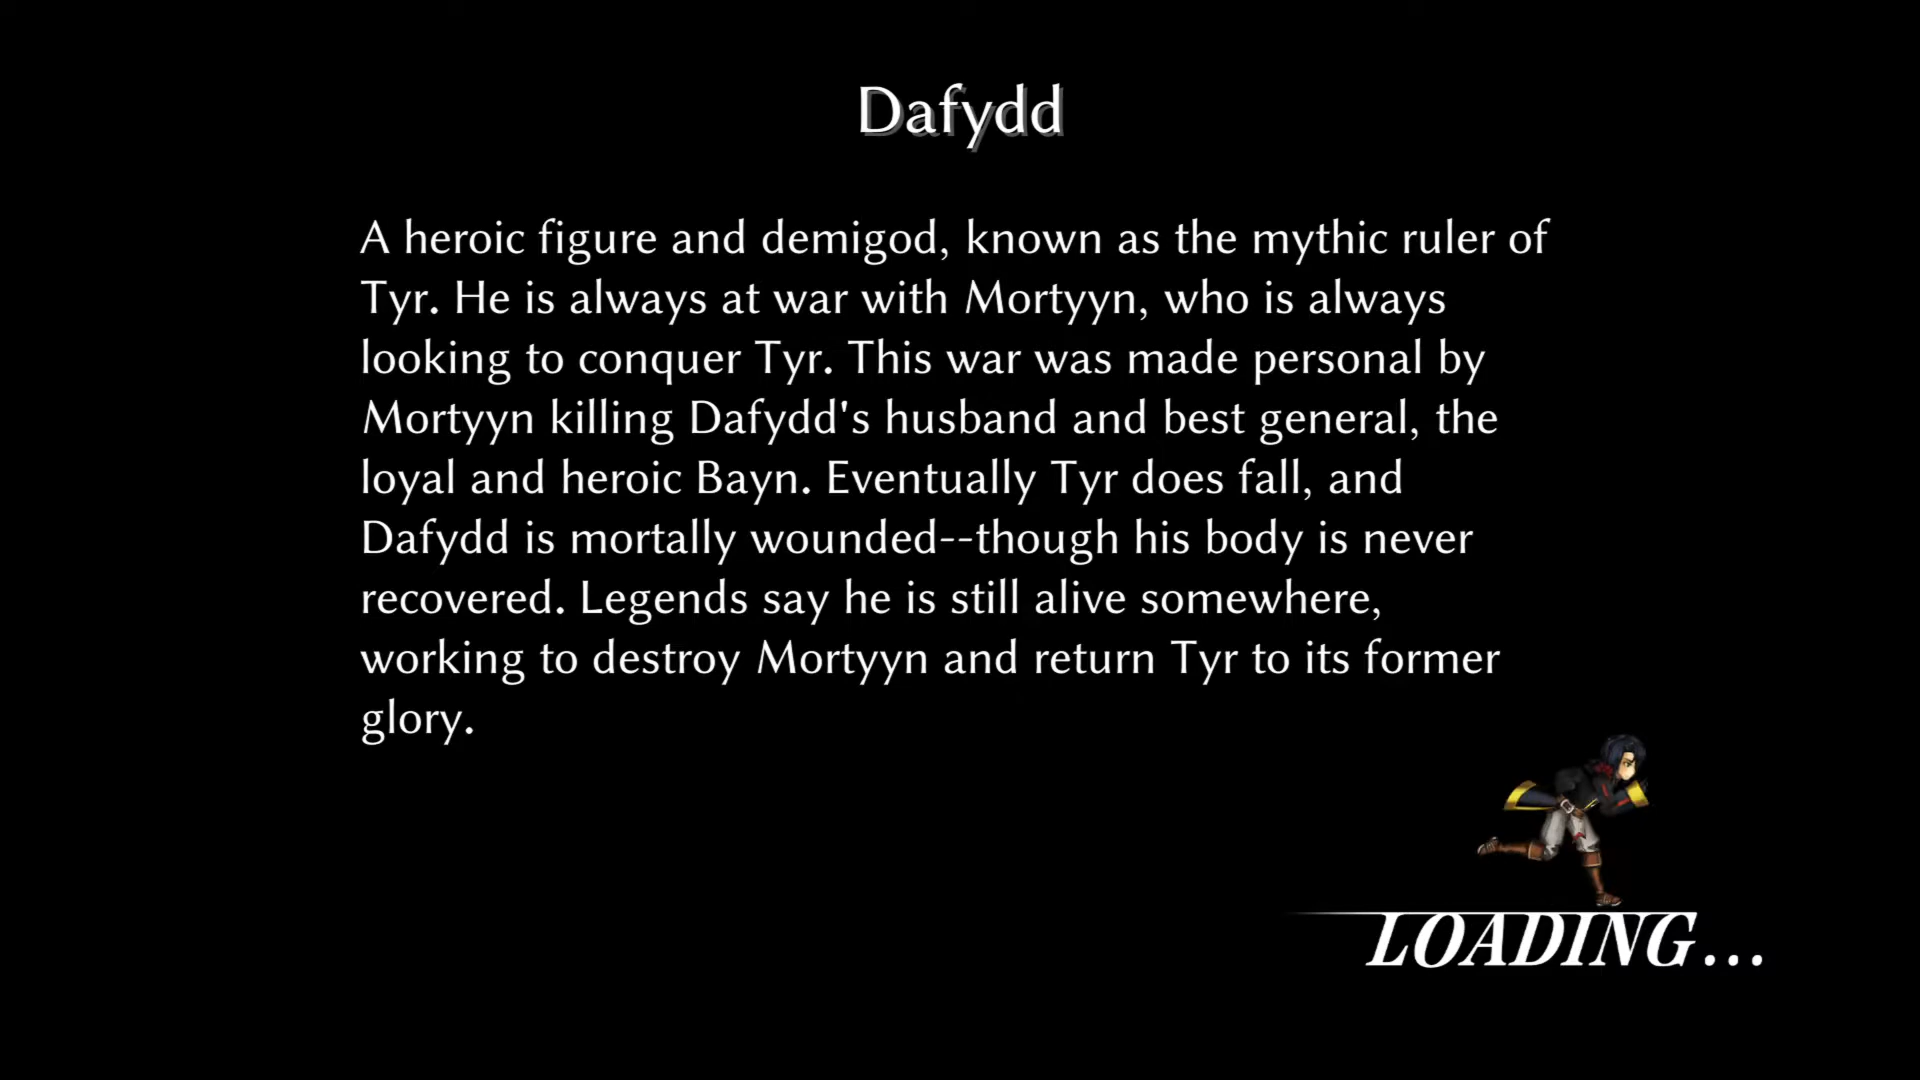 Dafydd
A heroic figure and demigod, known as the mythic ruler of
Tyr. He is always at war with Mortyyn, who is always
looking to conquer Tyr. This war was made personal by
Mortyyn killing Dafydd's husband and best general, the
loyal and heroic Bayn. Eventually Tyr does fall, and
Dafydd is mortally wounded--though his body is never
recovered. Legends say he is still alive somewhere,
working to destroy Mortyyn and return Tyr to its former
glory.
LOADING...